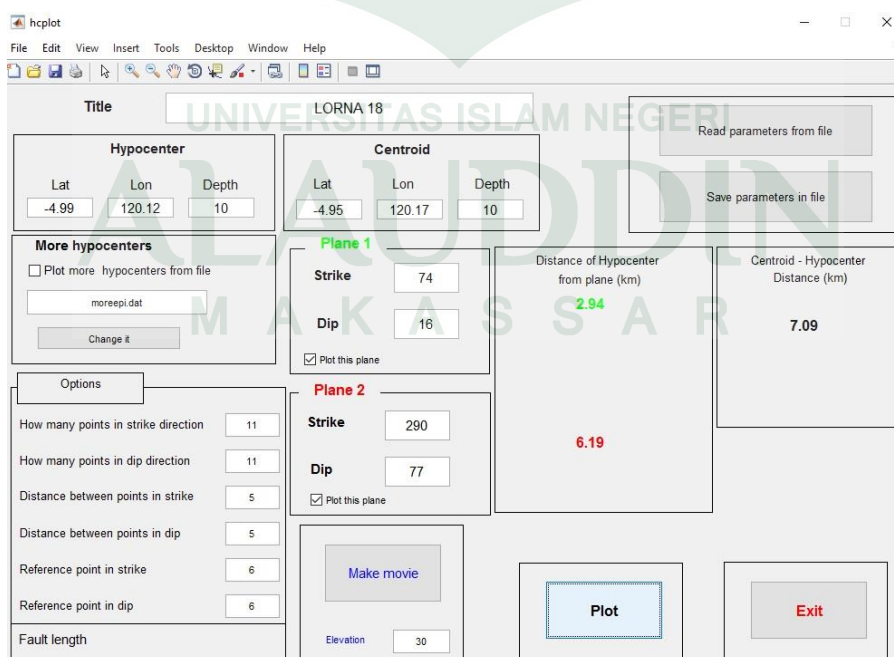 hcplot
File Edit View Insert Tools Desktop Window Help
Title LORNA 18
UNIVERSITAS ISLAM NEGERI
ALAUDDIN
MAKASSAR
Read parameters from file
Save parameters in file
Hypocenter
Lat Lon Depth
-4.99 120.12 10
Centroid
Lat Lon Depth
-4.95 120.17 10
More hypocenters
Plot more hypocenters from file
moreepi.dat
Change it
Plane 1
Strike 74
Dip 16
Plot this plane
Distance of Hypocenter
from plane (km)
2.94
6.19
Centroid - Hypocenter
Distance (km)
7.09
Options
How many points in strike direction 11
How many points in dip direction 11
Distance between points in strike 5
Distance between points in dip 5
Reference point in strike 6
Reference point in dip 6
Fault length
Plane 2
Strike 290
Dip 77
Plot this plane
Make movie
Elevation 30
Plot
Exit